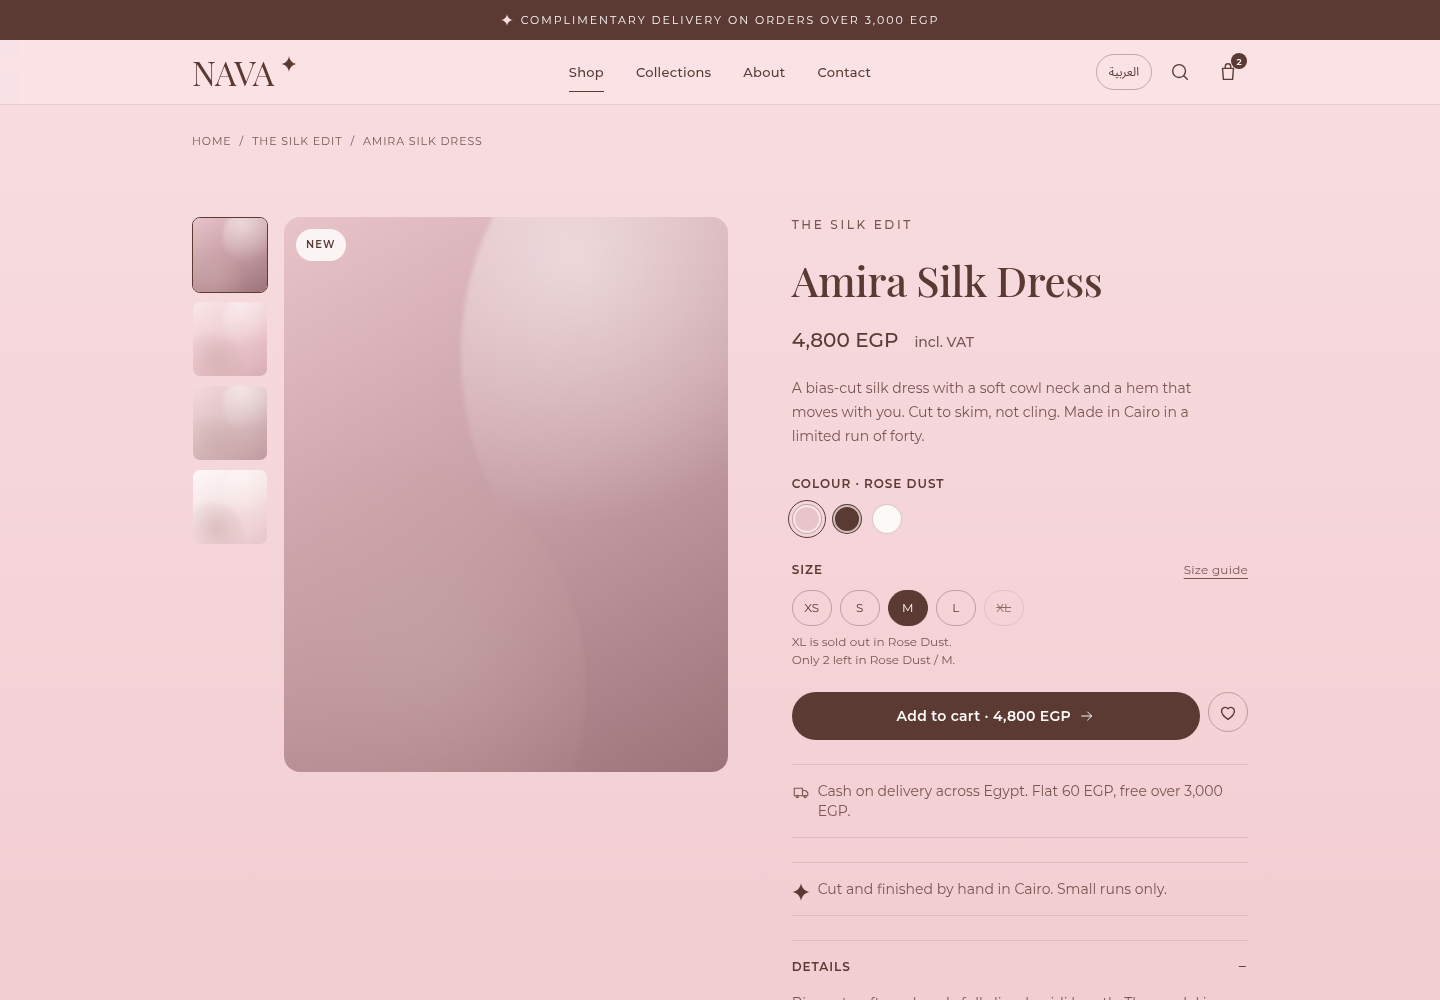 COMPLIMENTARY DELIVERY ON ORDERS OVER 3,000 EGP
NAVA
Shop
Collections
About
Contact
العربية
2
HOME / THE SILK EDIT / AMIRA SILK DRESS
NEW
THE SILK EDIT
Amira Silk Dress
4,800 EGP incl. VAT
A bias-cut silk dress with a soft cowl neck and a hem that
moves with you. Cut to skim, not cling. Made in Cairo in a
limited run of forty.
COLOUR · ROSE DUST
SIZE
Size guide
XS
S
M
L
XL
XL is sold out in Rose Dust.
Only 2 left in Rose Dust / M.
Add to cart · 4,800 EGP →
Cash on delivery across Egypt. Flat 60 EGP, free over 3,000
EGP.
Cut and finished by hand in Cairo. Small runs only.
DETAILS